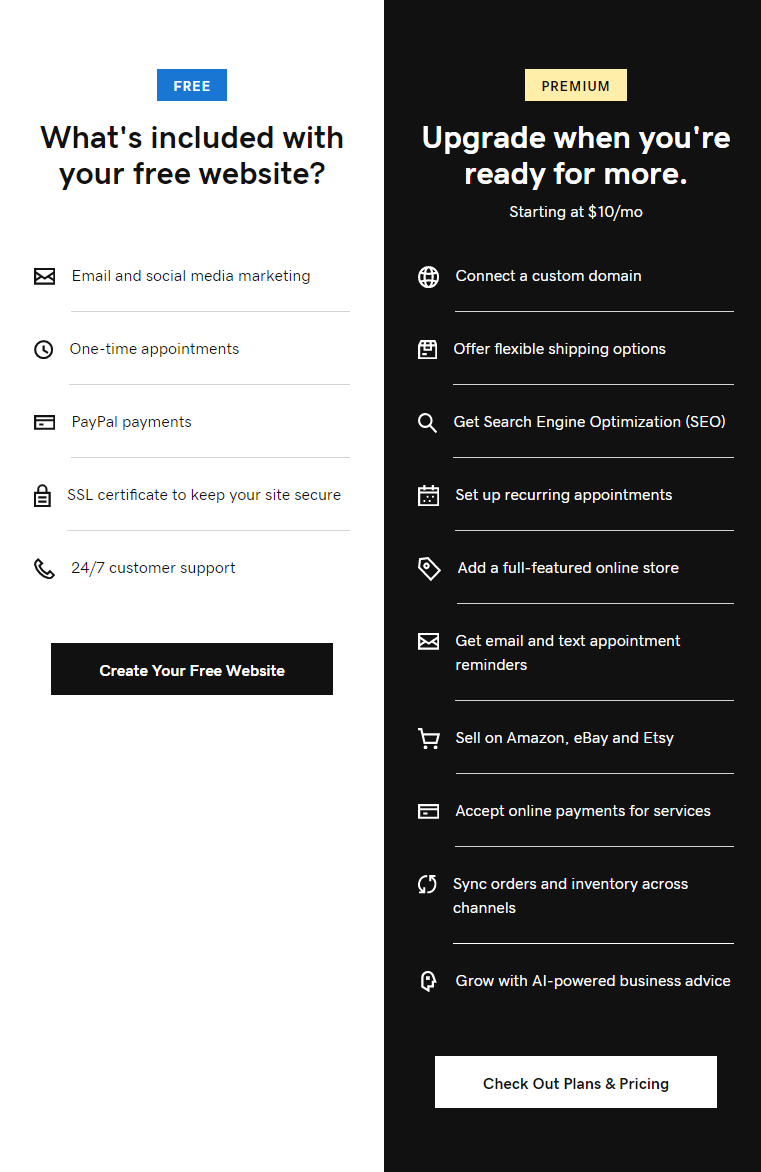 FREE
What's included with
your free website?
Email and social media marketing
One-time appointments
PayPal payments
SSL certificate to keep your site secure
24/7 customer support
Create Your Free Website
PREMIUM
Upgrade when you're
ready for more.
Starting at $10/mo
Connect a custom domain
Offer flexible shipping options
Get Search Engine Optimization (SEO)
Set up recurring appointments
Add a full-featured online store
Get email and text appointment
reminders
Sell on Amazon, eBay and Etsy
Accept online payments for services
Sync orders and inventory across
channels
Grow with AI-powered business advice
Check Out Plans & Pricing